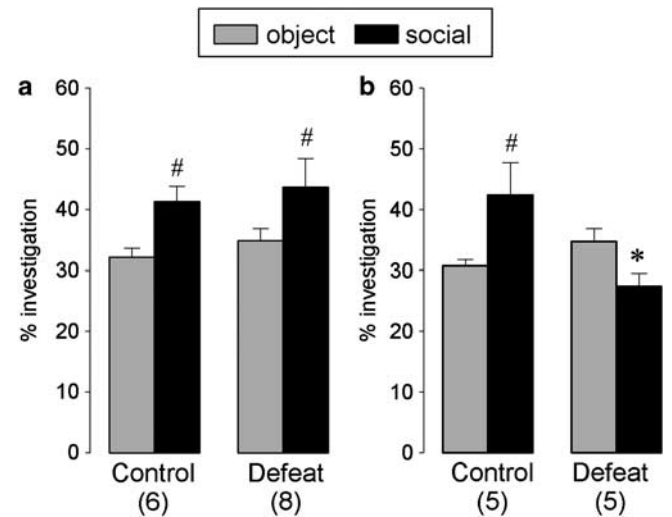 object social
a
b
60
50
40
30
20
10
0
% investigation
# #
Control Defeat
(6) (8)
60
50
40
30
20
10
0
% investigation
# *
Control Defeat
(5) (5)